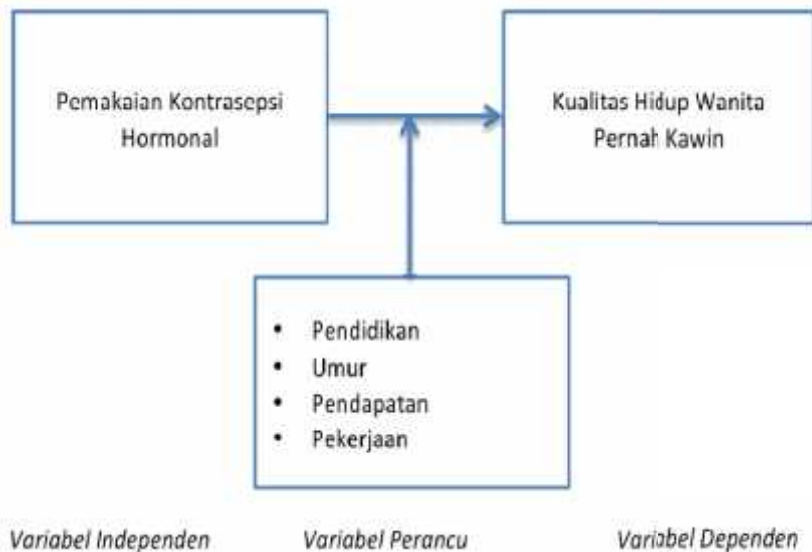 Pemakaian Kontrasepsi
Hormonal
Kualitas Hidup Wanita
Pernah Kawin
• Pendidikan
• Umur
• Pendapatan
• Pekerjaan
Variabel Independen
Variabel Perancu
Variabel Dependen